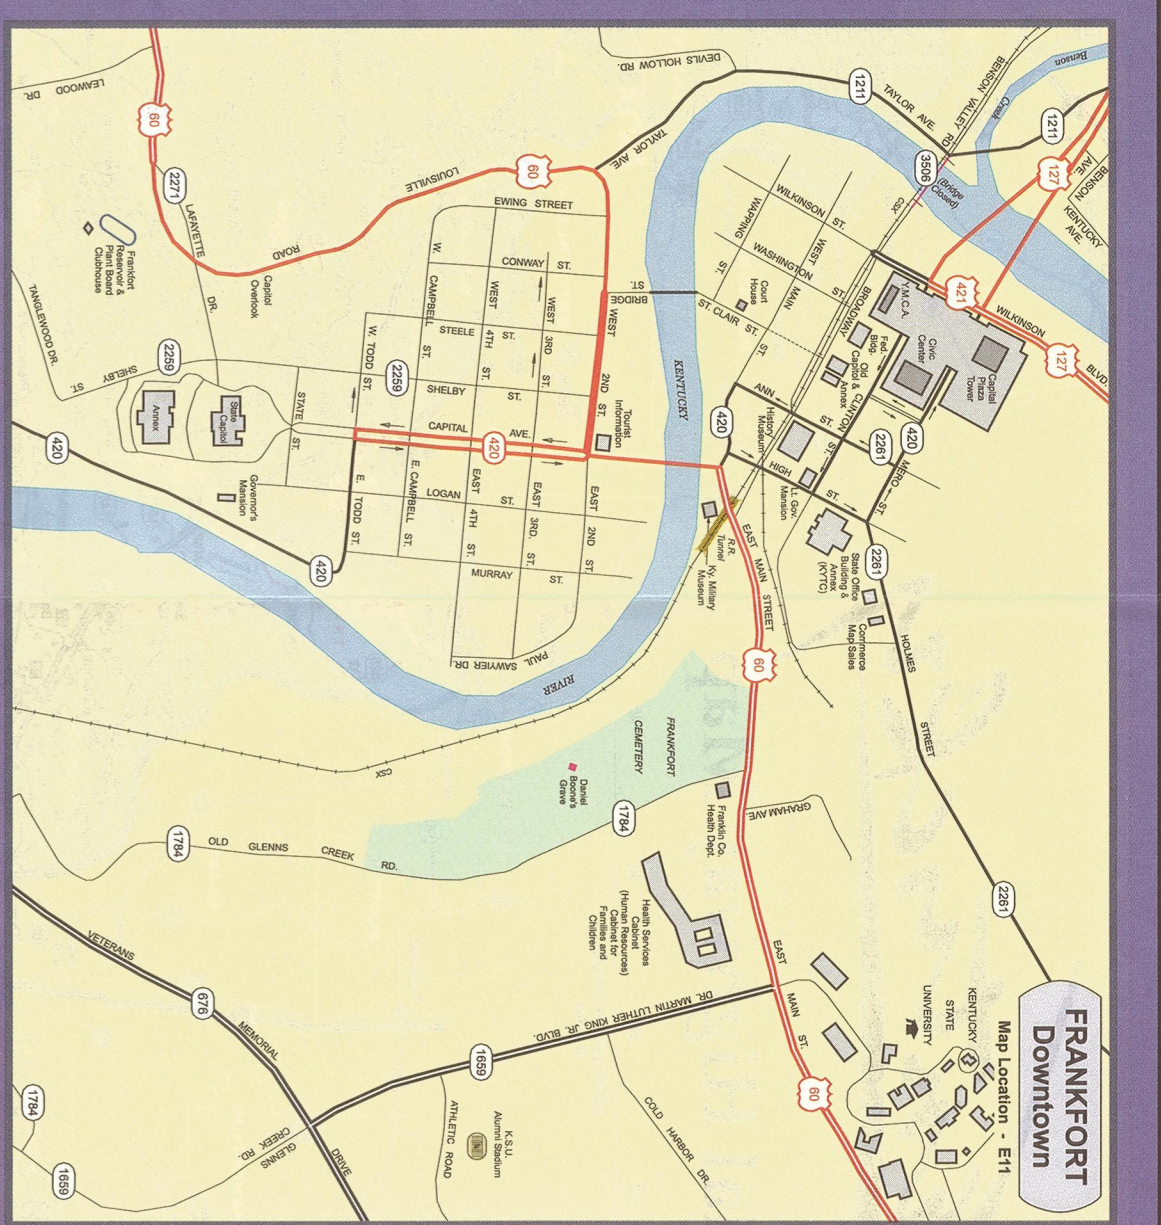 FRANKFORT
Downtown
Map Location - E11
Benson
Creek
BENSON VALLEY RD
1211
TAYLOR AVE.
1211
DEVILS HOLLOW RD.
TAYLOR AVE.
3506
(Bridge
Closed)
CSX
127
BENSON
AVE.
KENTUCKY
AVE.
421
WILKINSON
127
BLVD.
LEAWOOD DR.
60
2271
LAFAYETTE
DR.
LOUISVILLE
ROAD
60
Frankfort
Reservoir &
Plant Board
Clubhouse
Capitol
Overlook
TANGLEWOOD DR.
2259
SHELBY ST.
Annex
State
Capitol
Governor's
Mansion
420
420
STATE
ST.
W. TODD ST.
E. TODD ST.
2259
EWING STREET
CONWAY ST.
STEELE ST.
SHELBY ST.
CAPITAL AVE.
420
LOGAN ST.
MURRAY ST.
W. CAMPBELL ST.
E. CAMPBELL ST.
WEST 4TH ST.
EAST 4TH ST.
WEST 3RD ST.
EAST 3RD. ST.
WEST 2ND ST.
EAST 2ND ST.
PAUL
SAWYIER DR.
BRIDGE
ST.
Tourist
Information
KENTUCKY
RIVER
WILKINSON ST.
WAPPING ST.
WASHINGTON ST.
WEST MAIN ST.
Court
House
ST. CLAIR ST.
BROADWAY
Y.M.C.A.
Civic
Center
Capital
Plaza
Tower
Fed.
Bldg.
Old
Capitol &
Annex
CLINTON ST.
ANN ST.
420
History
Museum
HIGH ST.
Lt. Gov.
Mansion
2261
420
MERO ST.
State Office
Building &
Annex
(KYTC)
2261
Commerce
Map Sales
HOLMES
STREET
2261
R.R.
Tunnel
Ky. Military
Museum
EAST MAIN STREET
60
FRANKFORT
CEMETERY
Daniel
Boone's
Grave
CSX
1784
Franklin Co.
Health Dept.
GRAHAM AVE.
1784
OLD GLENNS CREEK RD.
Health Services
Cabinet
(Human Resources)
Cabinet for
Families and
Children
EAST MAIN ST.
60
KENTUCKY
STATE
UNIVERSITY
DR. MARTIN LUTHER KING JR. BLVD.
1659
COLD HARBOR DR.
K.S.U.
Alumni Stadium
ATHLETIC ROAD
VETERANS
676
MEMORIAL
DRIVE
GLENNS
CREEK RD.
1784
1659